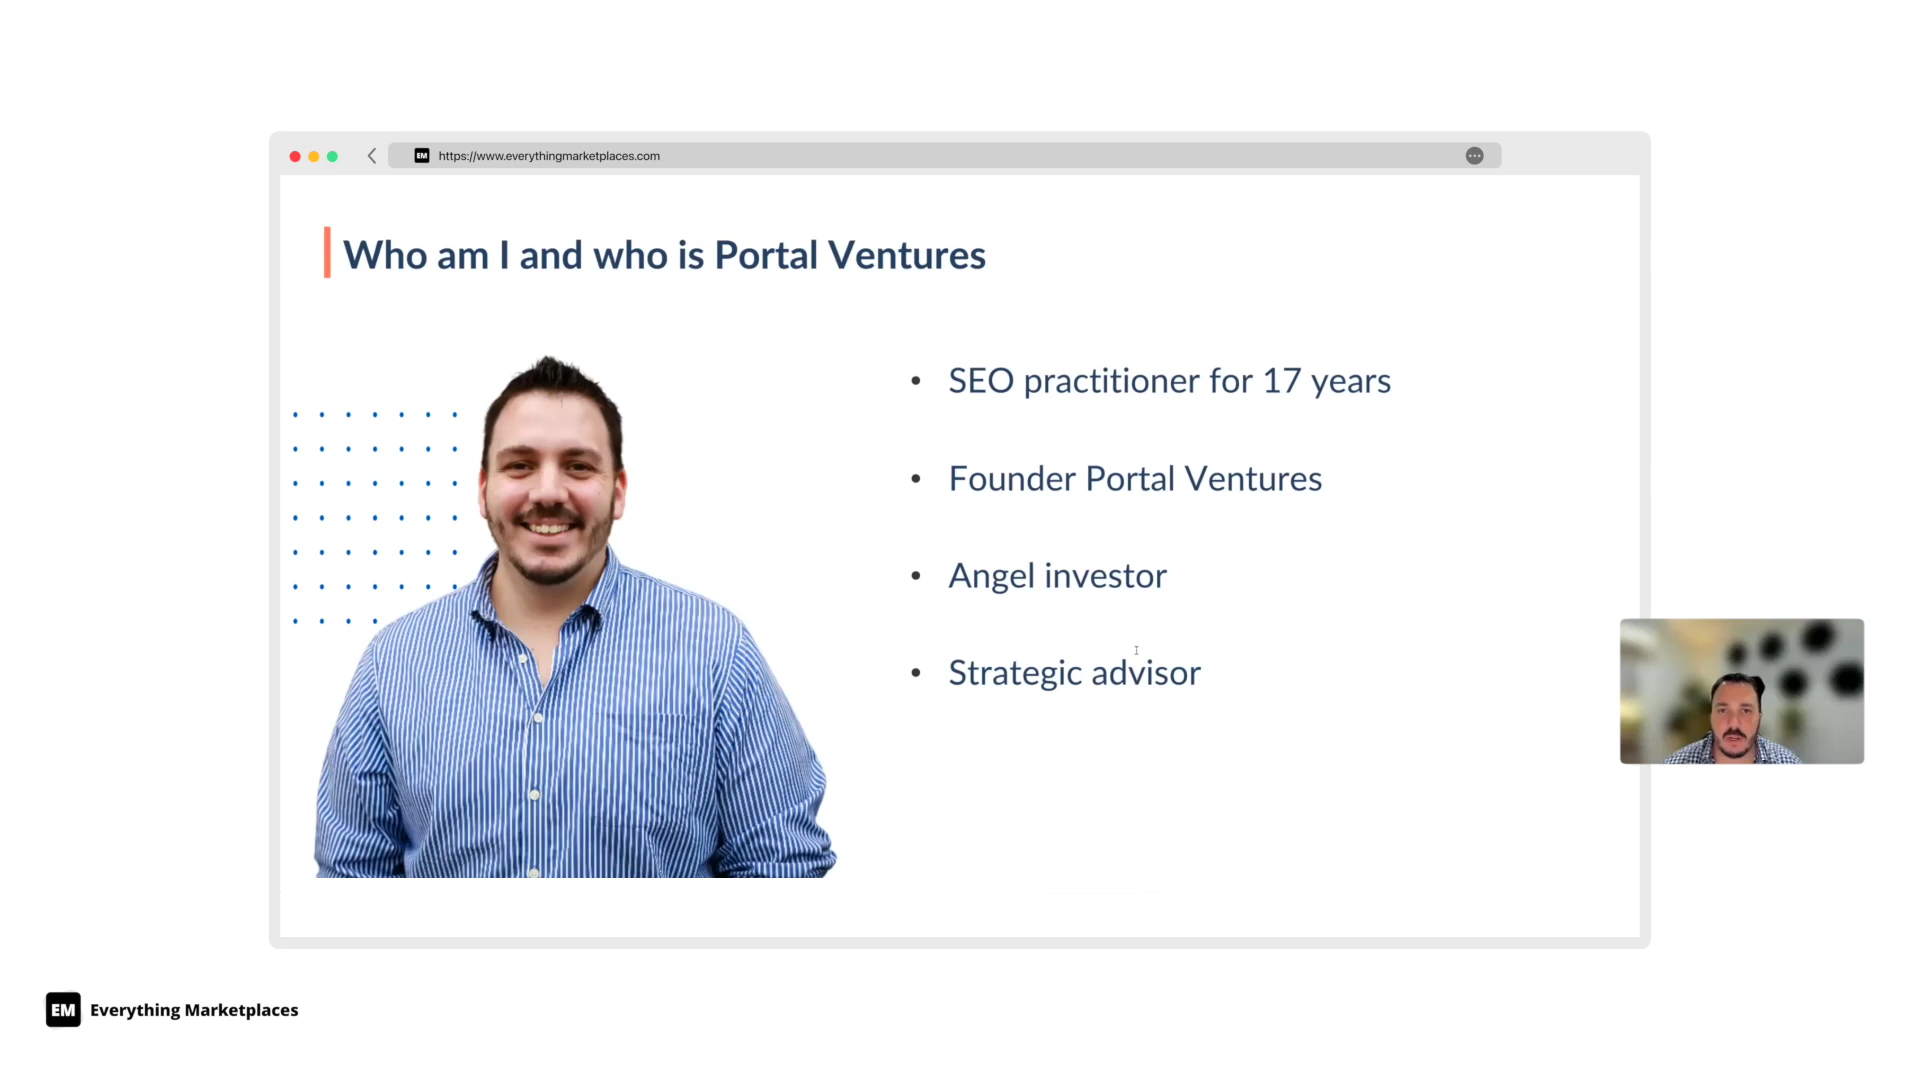 EM
https://www.everythingmarketplaces.com
Who am I and who is Portal Ventures
• SEO practitioner for 17 years
• Founder Portal Ventures
• Angel investor
• Strategic advisor
EM Everything Marketplaces